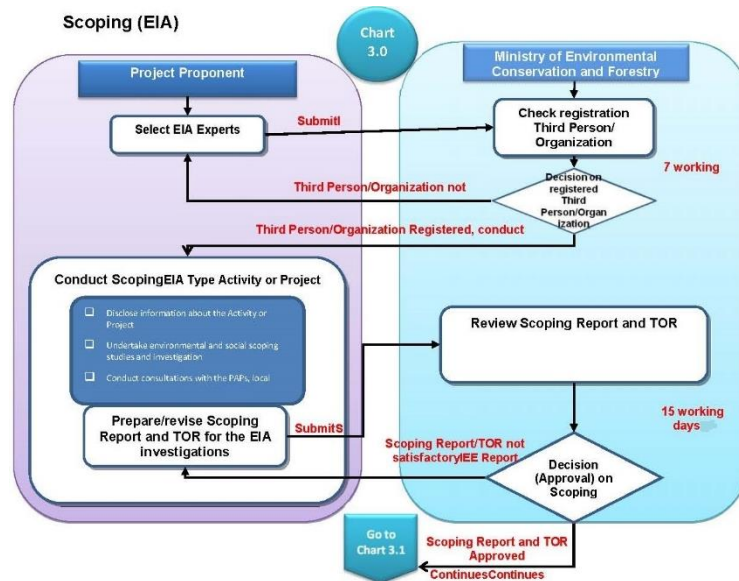 Scoping (EIA)
Chart
3.0
Project Proponent
Ministry of Environmental
Conservation and Forestry
Select EIA Experts
SubmitI
Check registration
Third Person/
Organization
7 working
Third Person/Organization not
Decision on
registered
Third
Person/Organ
ization
Third Person/Organization Registered, conduct
Conduct ScopingEIA Type Activity or Project
Disclose information about the Activity or
Project
Undertake environmental and social scoping
studies and investigation
Conduct consultations with the PAPs, local
Review Scoping Report and TOR
Prepare/revise Scoping
Report and TOR for the EIA
investigations
SubmitS
15 working
days
Scoping Report/TOR not
satisfactoryIEE Report
Decision
(Approval) on
Scoping
Go to
Chart 3.1
Scoping Report and TOR
Approved
ContinuesContinues